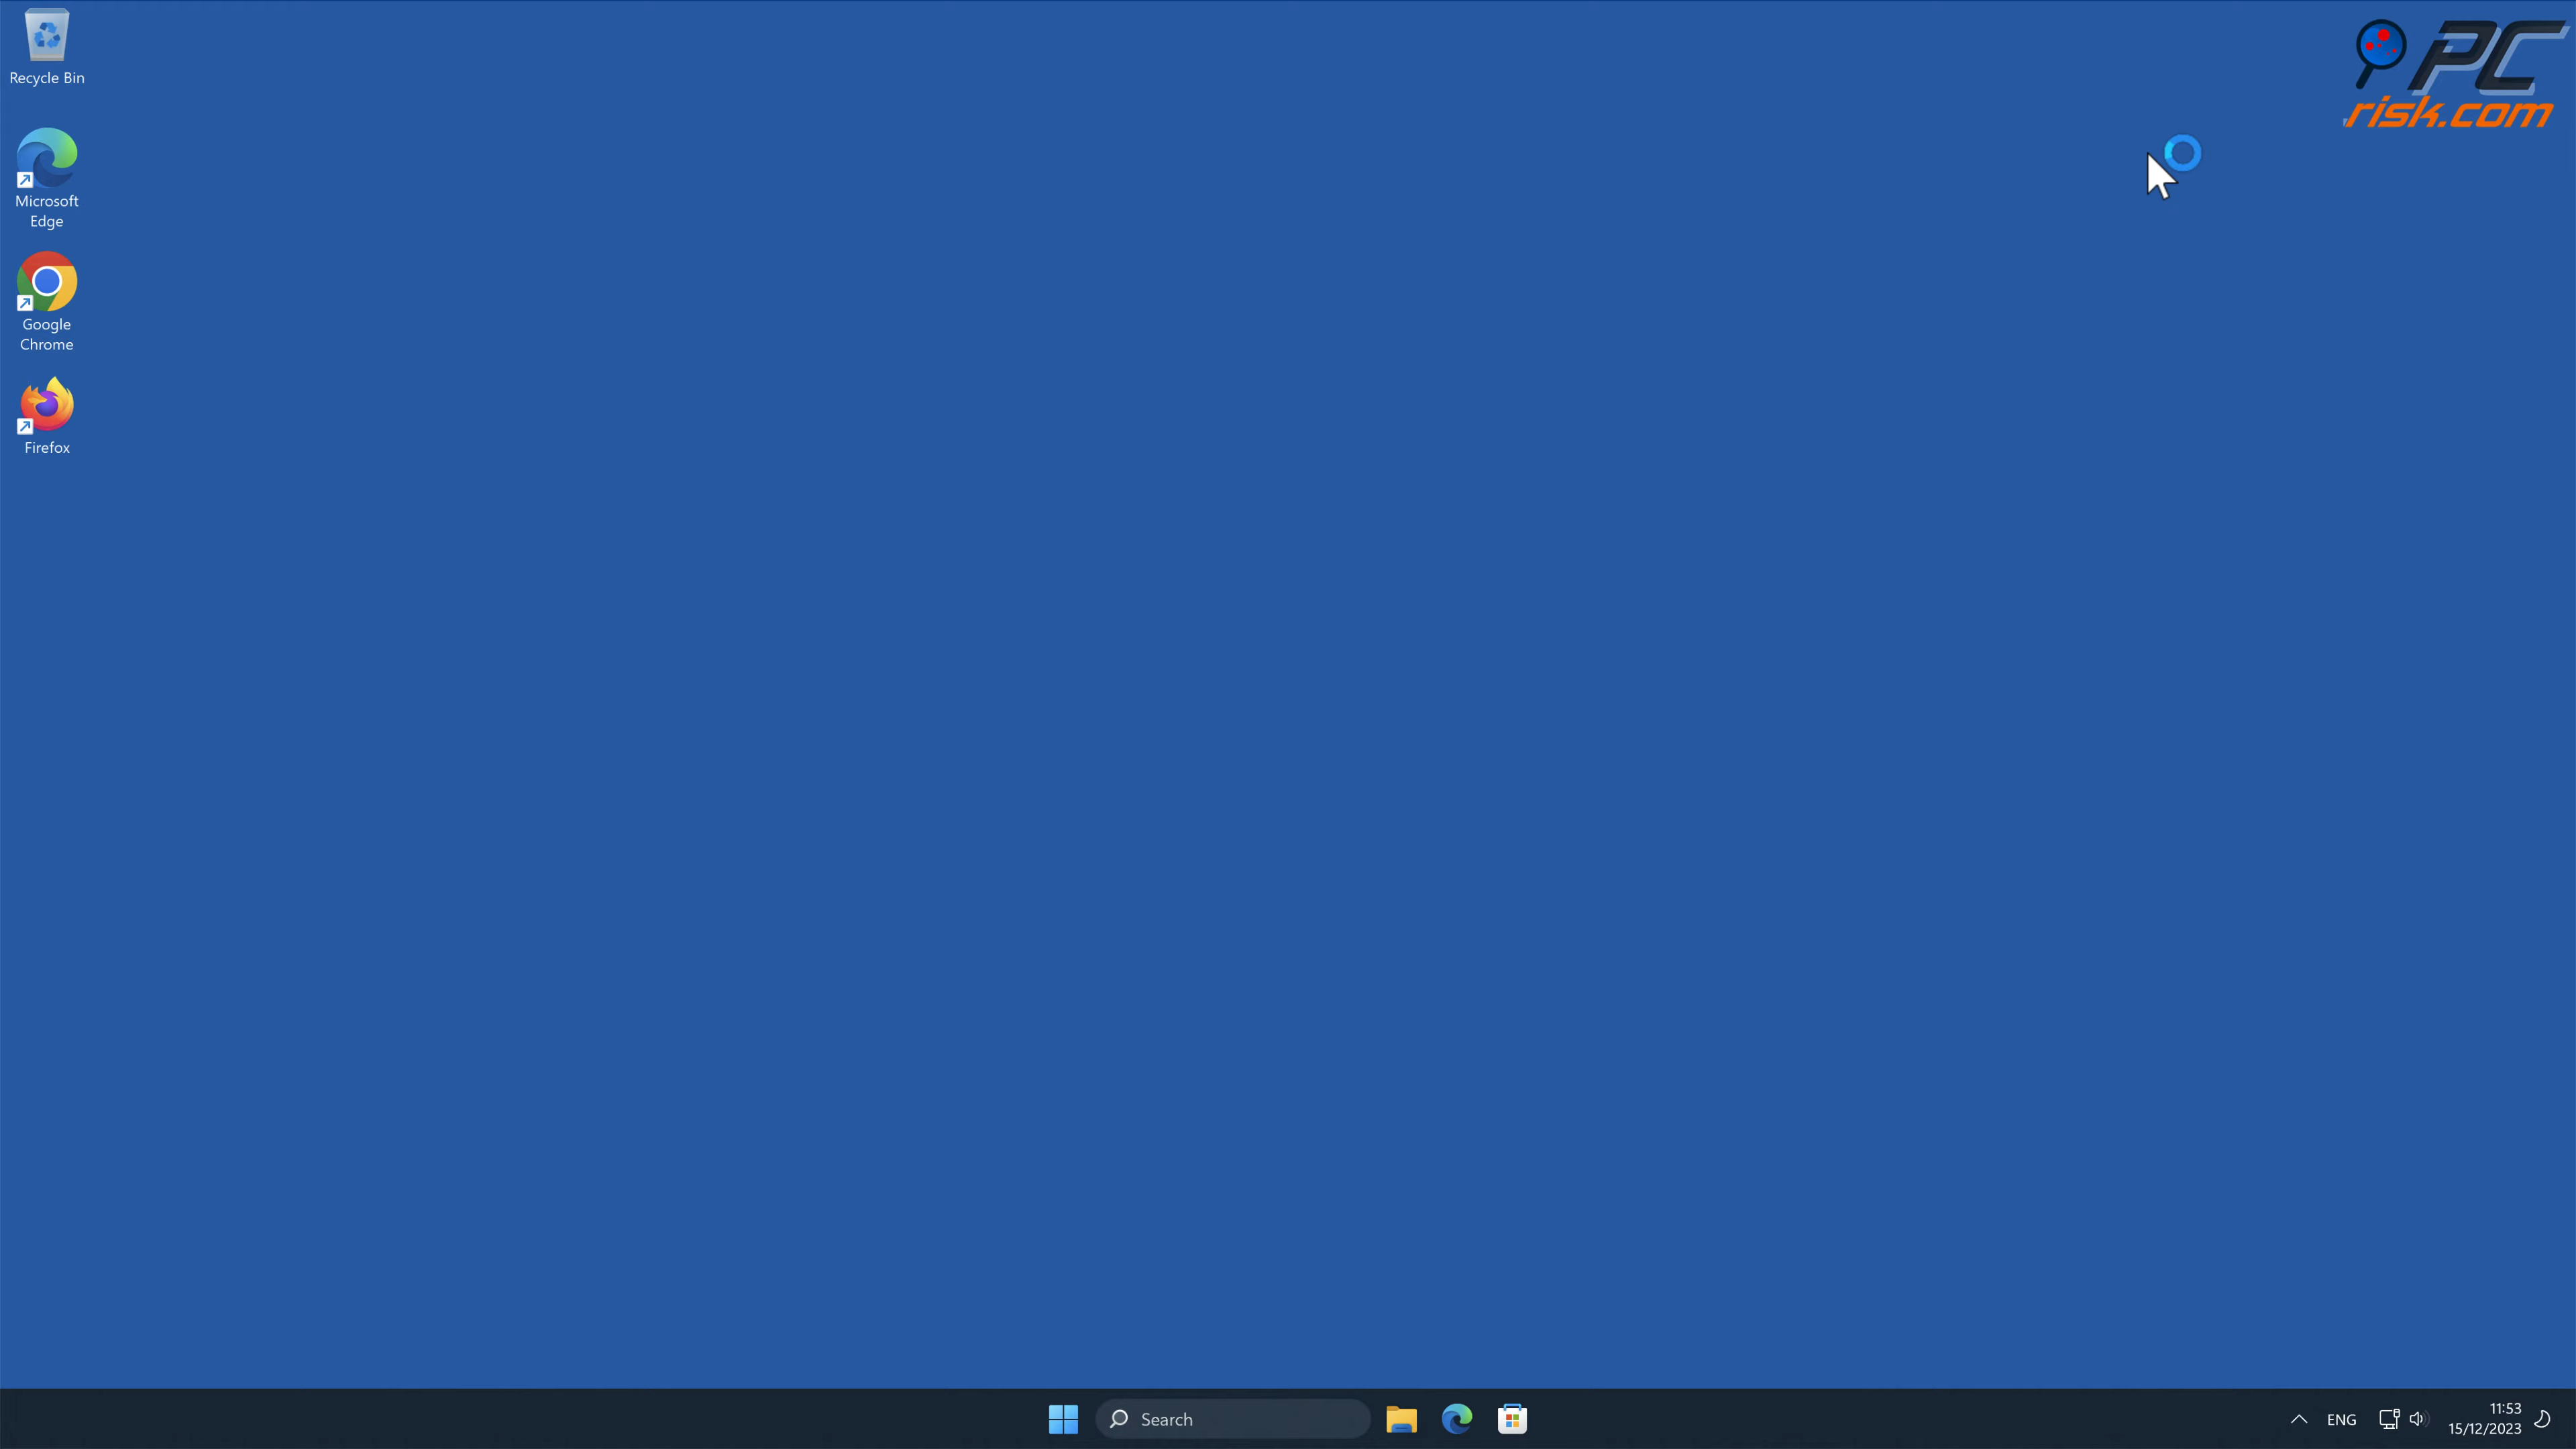 Recycle Bin
PC
risk.com
Microsoft
Edge
Google
Chrome
Firefox
Search
ENG
11:53
15/12/2023